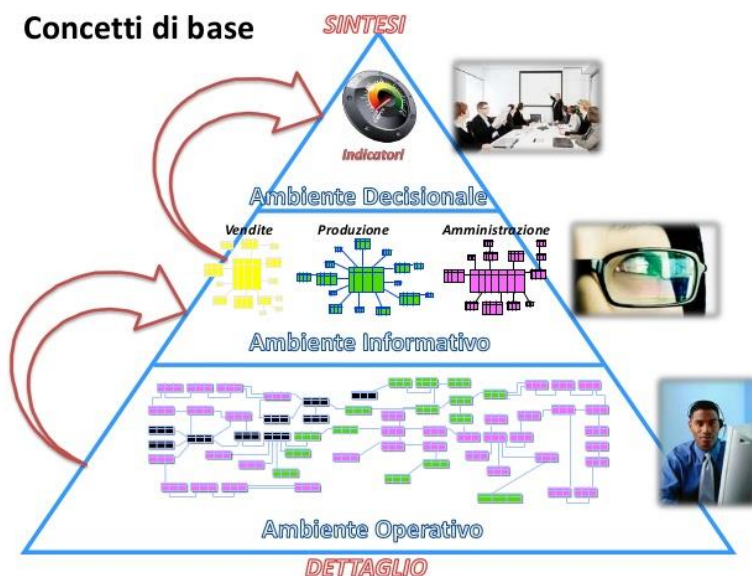 Concetti di base
SINTESI
Indicatori
Ambiente Decisionale
Vendite
Produzione
Amministrazione
Ambiente Informativo
Ambiente Operativo
DETTAGLIO